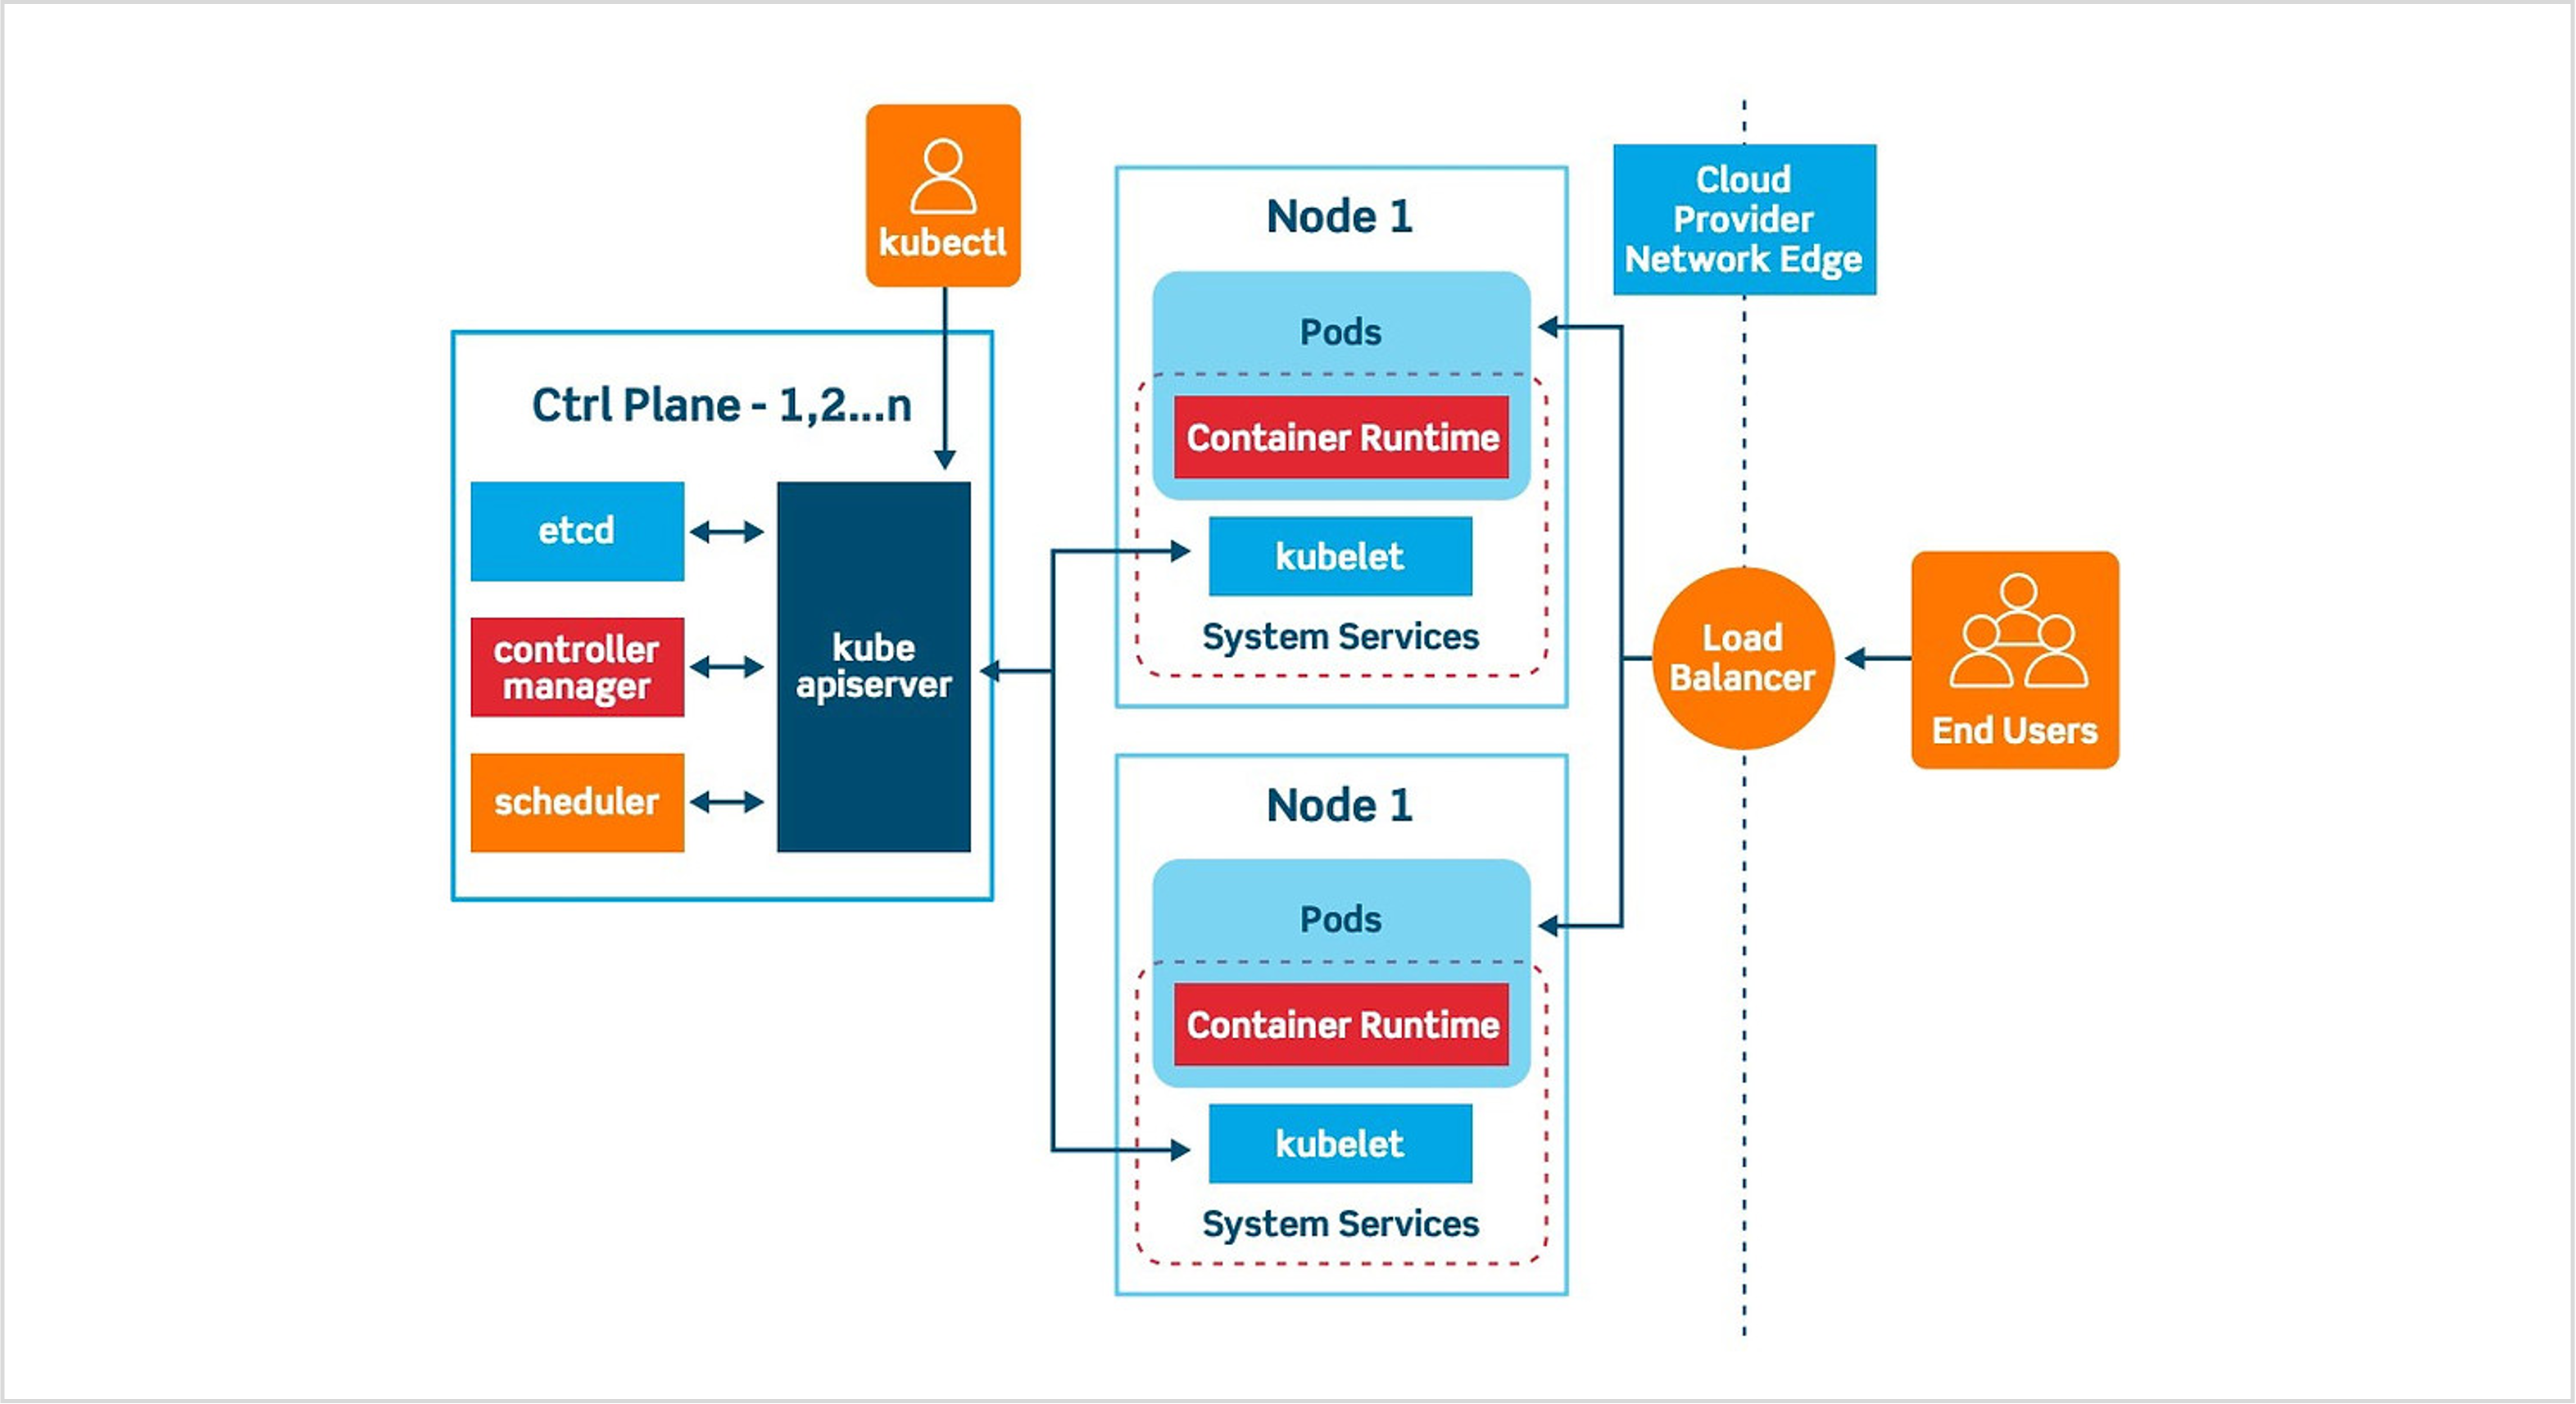 kubectl
Ctrl Plane - 1,2...n
etcd
controller
manager
scheduler
kube
apiserver
Node 1
Pods
Container Runtime
kubelet
System Services
Node 1
Pods
Container Runtime
kubelet
System Services
Cloud
Provider
Network Edge
Load
Balancer
End Users